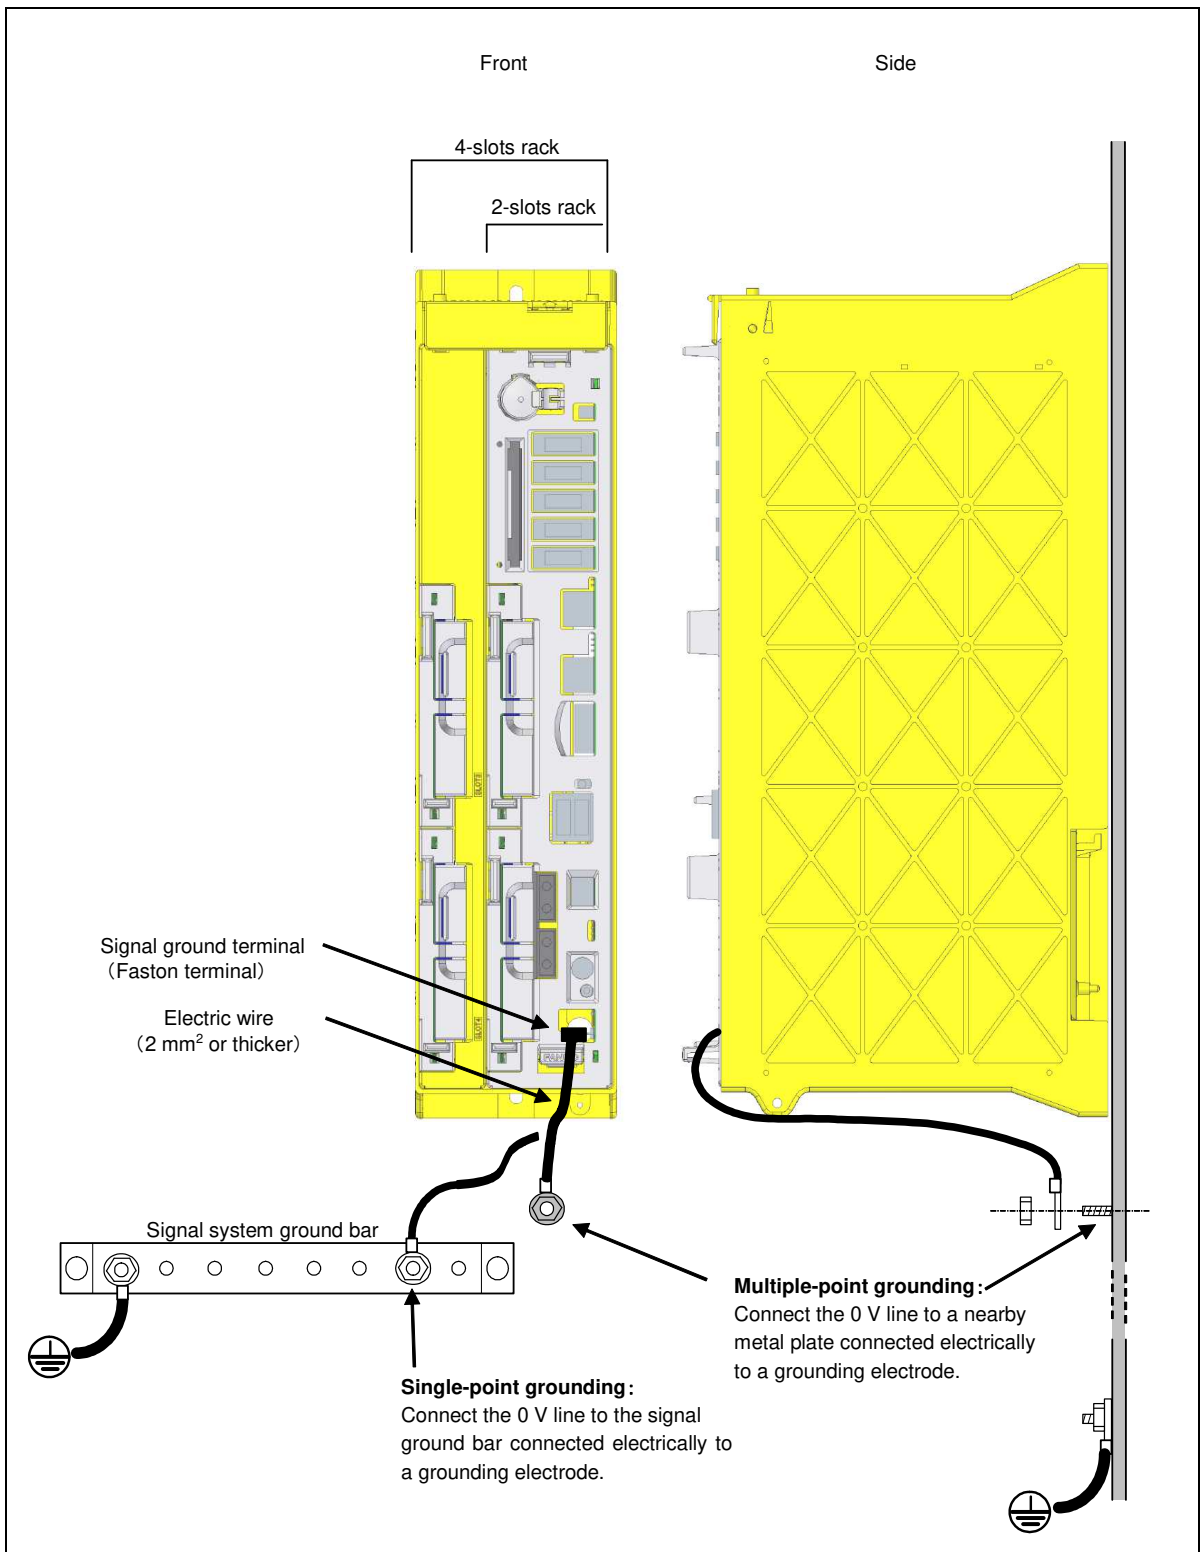 Front
Side
4-slots rack
2-slots rack
SLOT3
Signal ground terminal
（Faston terminal）
Electric wire
（2 mm² or thicker）
SLOT4
Signal system ground bar
Multiple-point grounding：
Connect the 0 V line to a nearby
metal plate connected electrically
to a grounding electrode.
Single-point grounding：
Connect the 0 V line to the signal
ground bar connected electrically to
a grounding electrode.